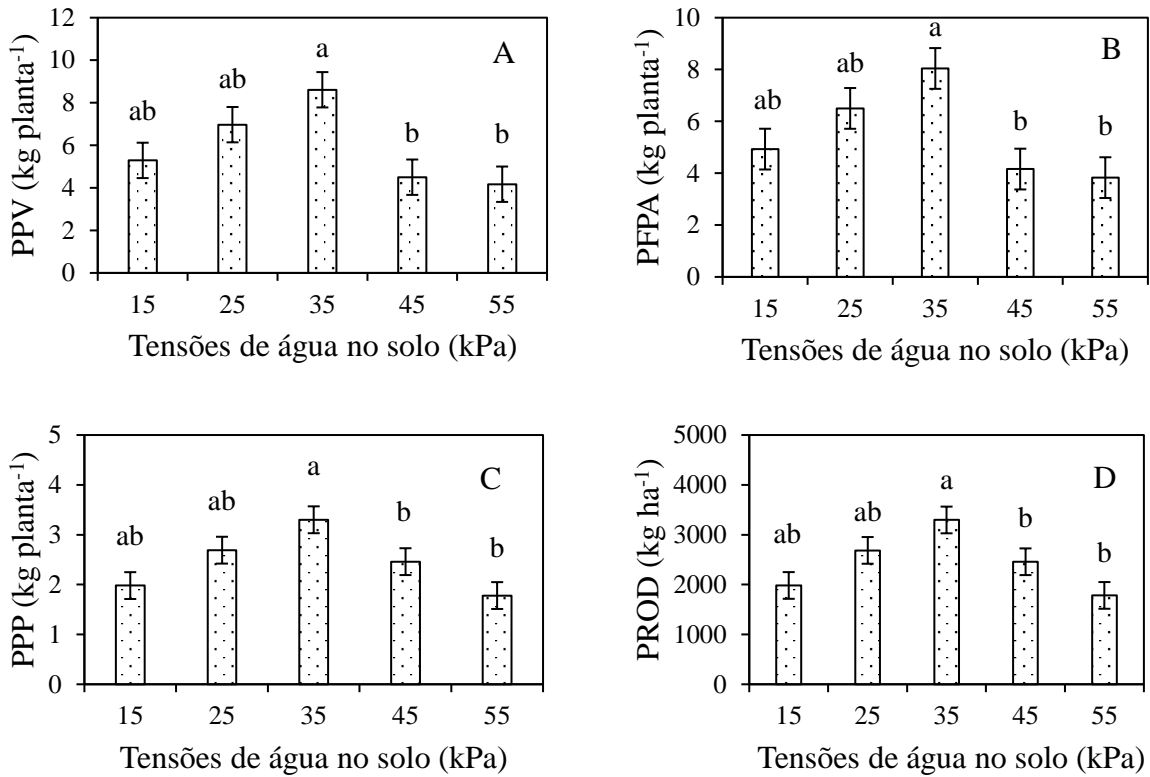 12
10
8
6
4
2
0
PPV (kg planta-1)
A
ab
ab
a
b
b
15 25 35 45 55
Tensões de água no solo (kPa)
10
8
6
4
2
0
PFPA (kg planta-1)
B
ab
ab
a
b
b
15 25 35 45 55
Tensões de água no solo (kPa)
5
4
3
2
1
0
PPP (kg planta-1)
C
ab
ab
a
b
b
15 25 35 45 55
Tensões de água no solo (kPa)
5000
4000
3000
2000
1000
0
PROD (kg ha-1)
D
ab
ab
a
b
b
15 25 35 45 55
Tensões de água no solo (kPa)